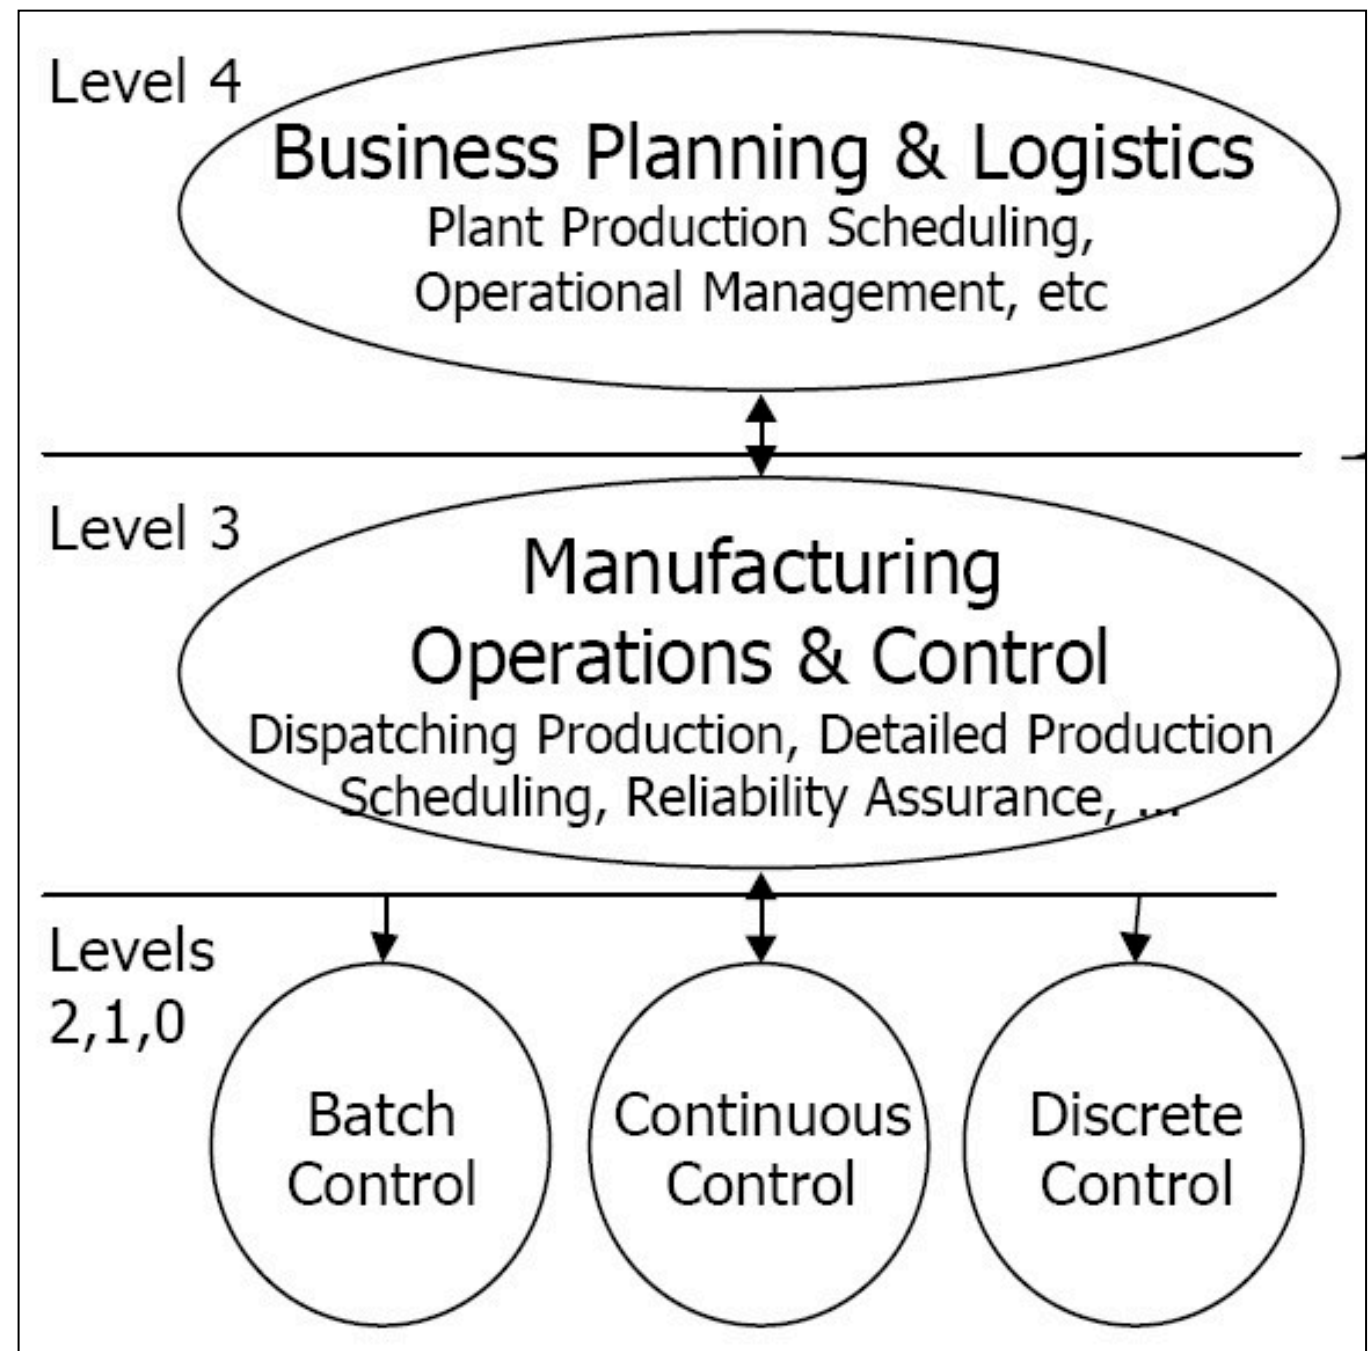 Level 4
Business Planning & Logistics
Plant Production Scheduling,
Operational Management, etc
Level 3
Manufacturing
Operations & Control
Dispatching Production, Detailed Production
Scheduling, Reliability Assurance, ...
Levels
2,1,0
Batch
Control
Continuous
Control
Discrete
Control